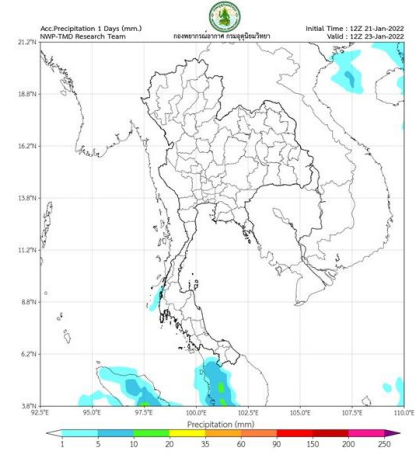 Acc.Precipitation 1 Days (mm.)
NWP-TMD Research Team
กองพยากรณ์อากาศ กรมอุตุนิยมวิทยา
Initial Time : 12Z 21-Jan-2022
Valid : 12Z 23-Jan-2022
21.2°N
18.8°N
16.2°N
13.8°N
11.2°N
8.8°N
6.2°N
3.8°N
92.5°E 95.0°E 97.5°E 100.0°E 102.5°E 105.0°E 107.5°E 110.0°E
Precipitation (mm)
1 5 10 20 35 60 90 150 200 250